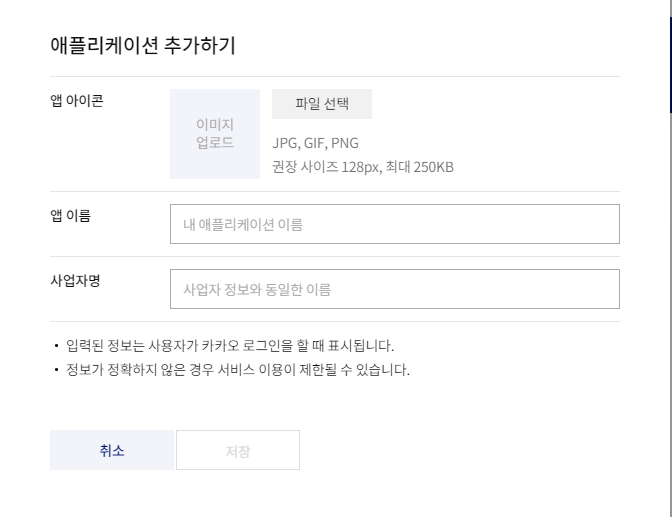 애플리케이션 추가하기
앱 아이콘
이미지
업로드
파일 선택
JPG, GIF, PNG
권장 사이즈 128px, 최대 250KB
앱 이름
내 애플리케이션 이름
사업자명
사업자 정보와 동일한 이름
• 입력된 정보는 사용자가 카카오 로그인을 할 때 표시됩니다.
• 정보가 정확하지 않은 경우 서비스 이용이 제한될 수 있습니다.
취소
저장